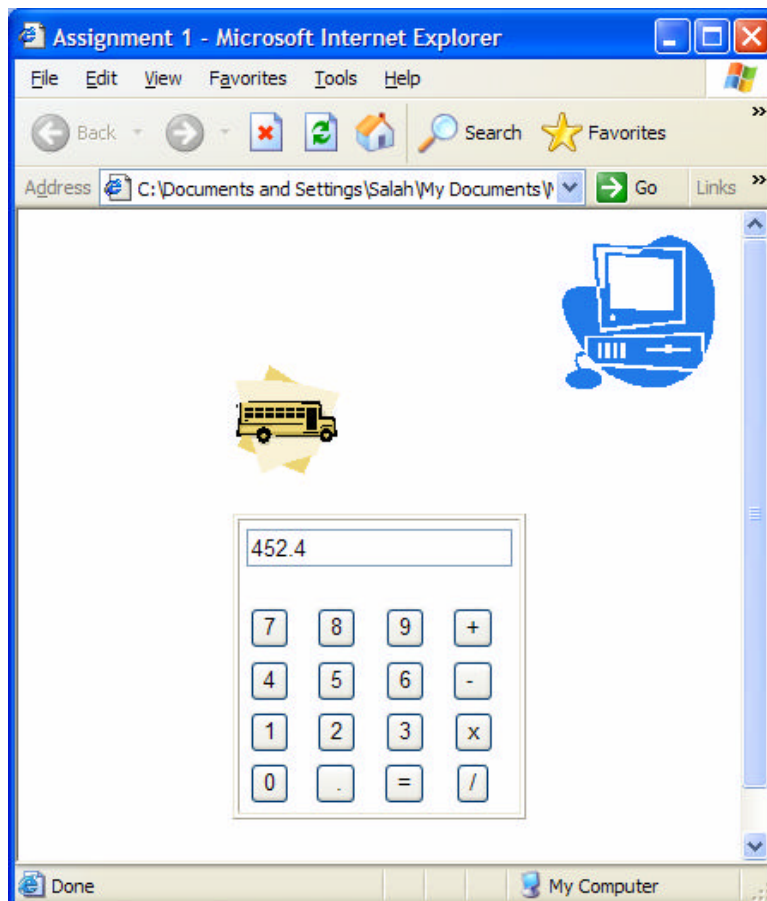 Assignment 1 - Microsoft Internet Explorer
File Edit View Favorites Tools Help
Back Search Favorites »
Address C:\Documents and Settings\Salah\My Documents\ Go Links »
452.4
7 8 9 +
4 5 6 -
1 2 3 x
0 . = /
Done My Computer